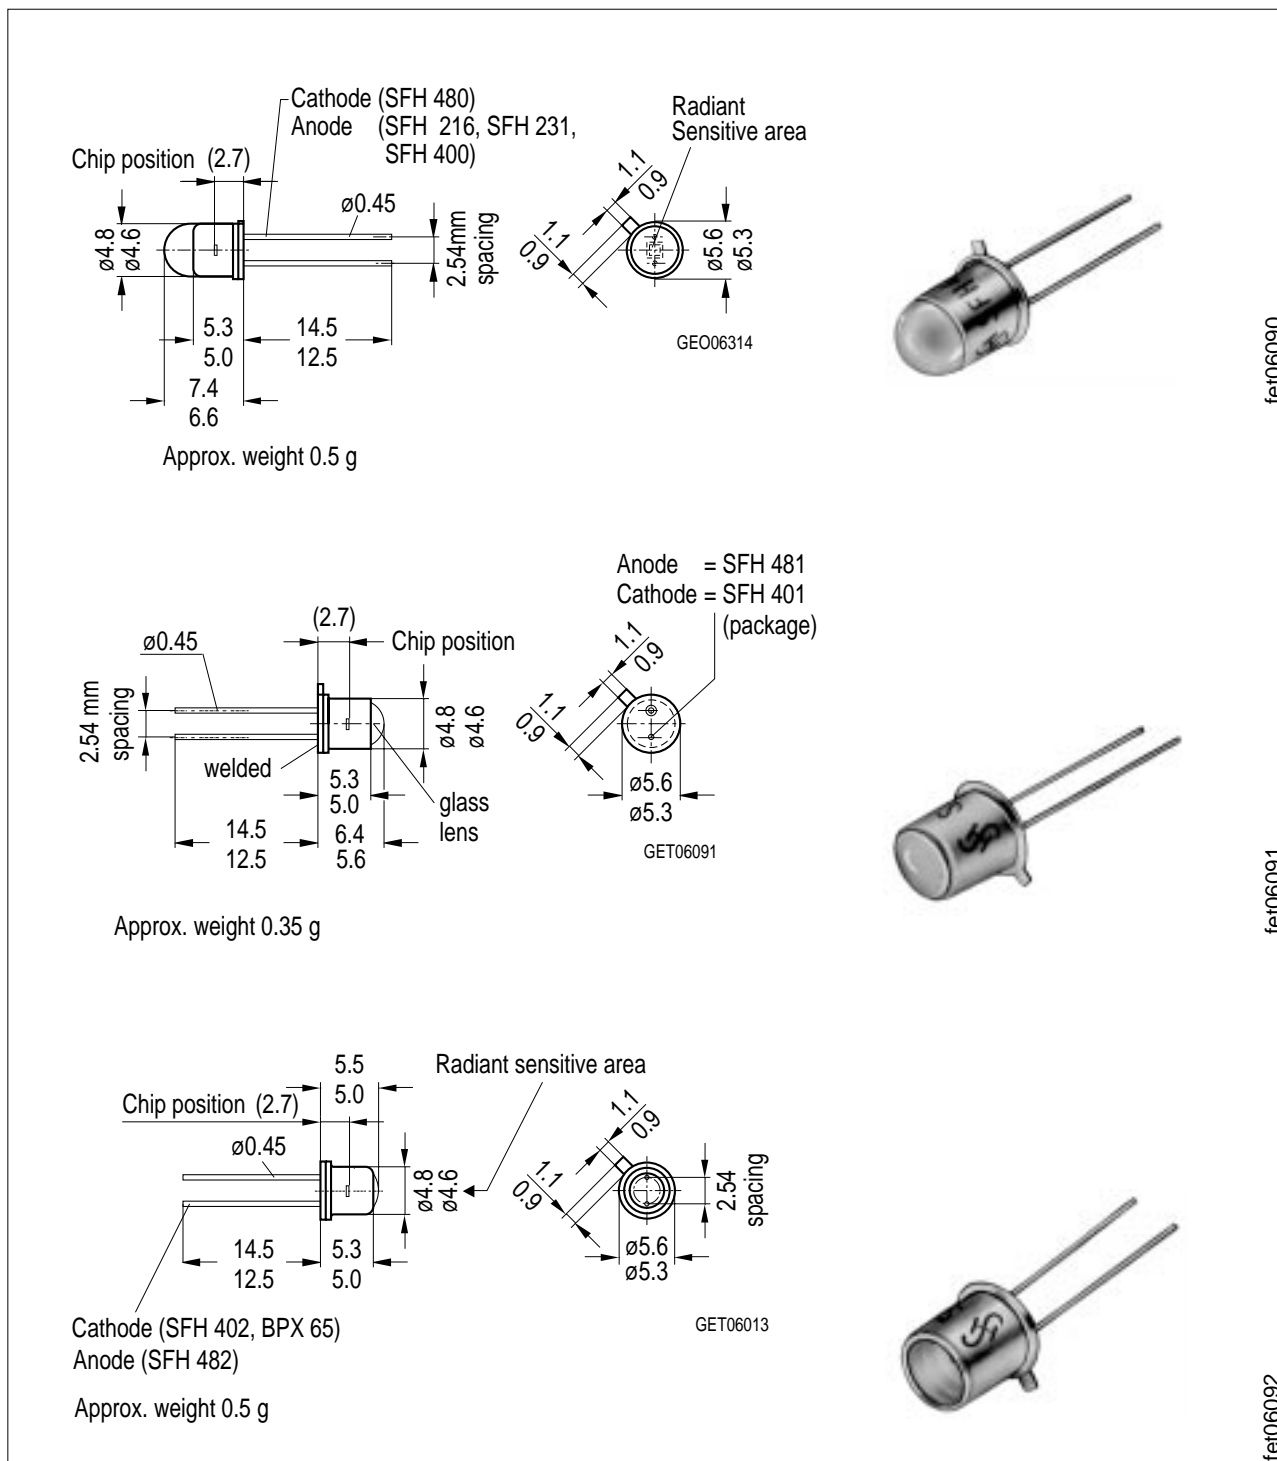 Cathode (SFH 480)
Anode (SFH 216, SFH 231,
SFH 400)
Radiant
Sensitive area
Chip position (2.7)
ø0.45
ø4.8
ø4.6
2.54mm
spacing
1.1
0.9
1.1
0.9
ø5.6
ø5.3
5.3
5.0
14.5
12.5
7.4
6.6
GEO06314
Approx. weight 0.5 g
fet06090
Anode = SFH 481
Cathode = SFH 401
(package)
(2.7)
ø0.45
Chip position
2.54 mm
spacing
ø4.8
ø4.6
1.1
0.9
1.1
0.9
welded
5.3
5.0
glass
lens
14.5
12.5
6.4
5.6
ø5.6
ø5.3
GET06091
Approx. weight 0.35 g
fet06091
5.5
5.0
Radiant sensitive area
Chip position (2.7)
ø0.45
ø4.8
ø4.6
1.1
0.9
1.1
0.9
2.54
spacing
14.5
12.5
5.3
5.0
ø5.6
ø5.3
GET06013
Cathode (SFH 402, BPX 65)
Anode (SFH 482)
Approx. weight 0.5 g
fet06092